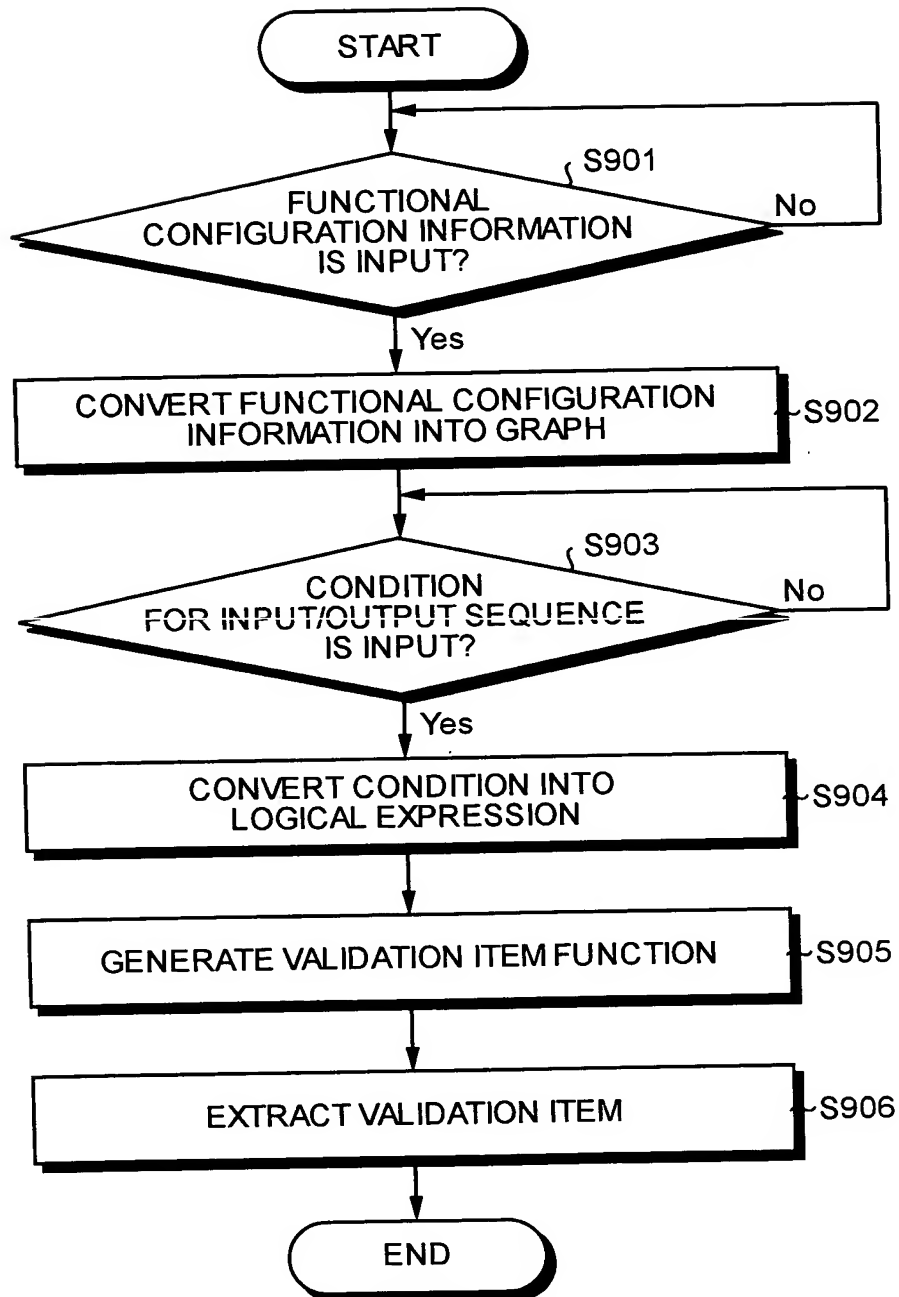 START
S901
FUNCTIONAL
CONFIGURATION INFORMATION
IS INPUT?
No
Yes
CONVERT FUNCTIONAL CONFIGURATION
INFORMATION INTO GRAPH
S902
S903
CONDITION
FOR INPUT/OUTPUT SEQUENCE
IS INPUT?
No
Yes
CONVERT CONDITION INTO
LOGICAL EXPRESSION
S904
GENERATE VALIDATION ITEM FUNCTION
S905
EXTRACT VALIDATION ITEM
S906
END